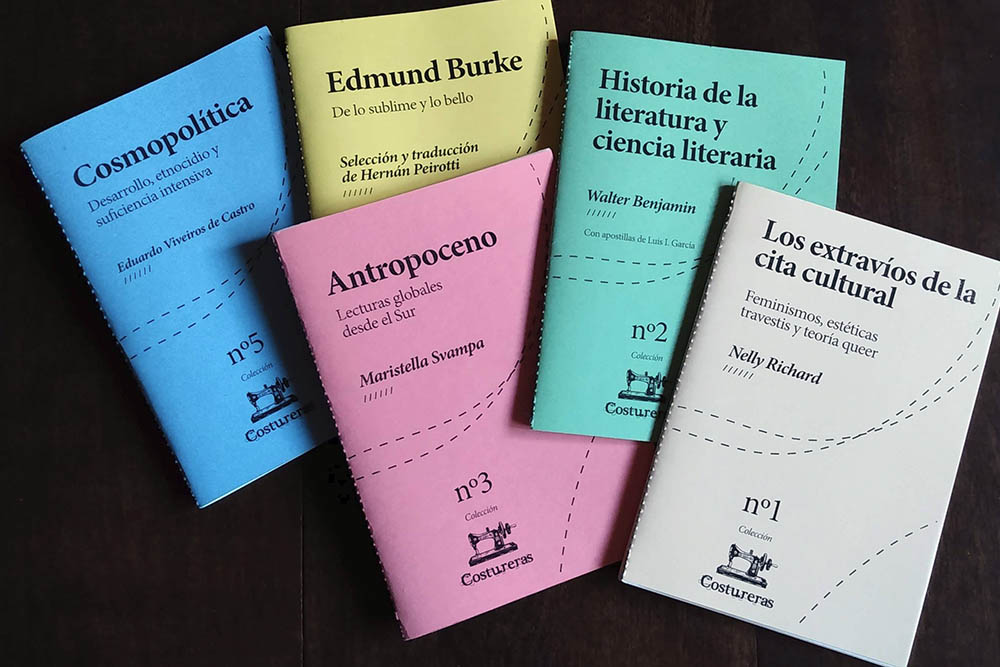 Cosmopolítica
Desarrollo, etnocidio y
suficiencia intensiva
Eduardo Viveiros de Castro
//////
nº5
Colección
Costureras
Edmund Burke
De lo sublime y lo bello
Selección y traducción
de Hernán Peirotti
//////
Historia de la
literatura y
ciencia literaria
Walter Benjamin
//////
Con apostillas de Luis I. García
nº2
Colección
Costureras
Antropoceno
Lecturas globales
desde el Sur
Maristella Svampa
//////
nº3
Colección
Costureras
Los extravíos de la
cita cultural
Feminismos, estéticas
travestis y teoría queer
Nelly Richard
//////
nº1
Colección
Costureras